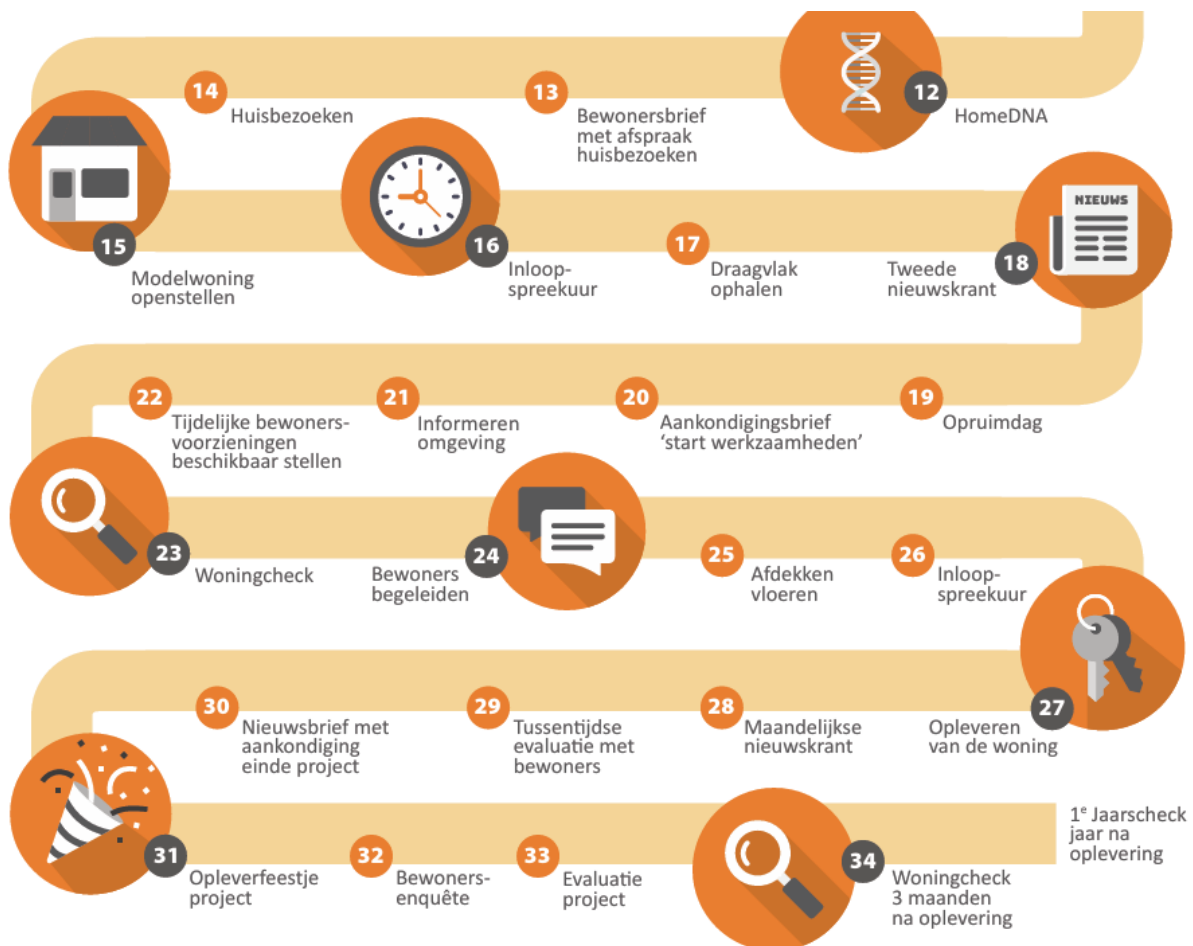 12
HomeDNA
13
Bewonersbrief
met afspraak
huisbezoeken
14
Huisbezoeken
15
Modelwoning
openstellen
16
Inloop-
spreekuur
17
Draagvlak
ophalen
18
Tweede
nieuwskrant
NIEUWS
19
Opruimdag
20
Aankondigingsbrief
‘start werkzaamheden’
21
Informeren
omgeving
22
Tijdelijke bewoners-
voorzieningen
beschikbaar stellen
23
Woningcheck
24
Bewoners
begeleiden
25
Afdekken
vloeren
26
Inloop-
spreekuur
27
Opleveren
van de woning
28
Maandelijkse
nieuwskrant
29
Tussentijdse
evaluatie met
bewoners
30
Nieuwsbrief met
aankondiging
einde project
31
Opleverfeestje
project
32
Bewoners-
enquête
33
Evaluatie
project
34
Woningcheck
3 maanden
na oplevering
1e Jaarscheck
jaar na
oplevering